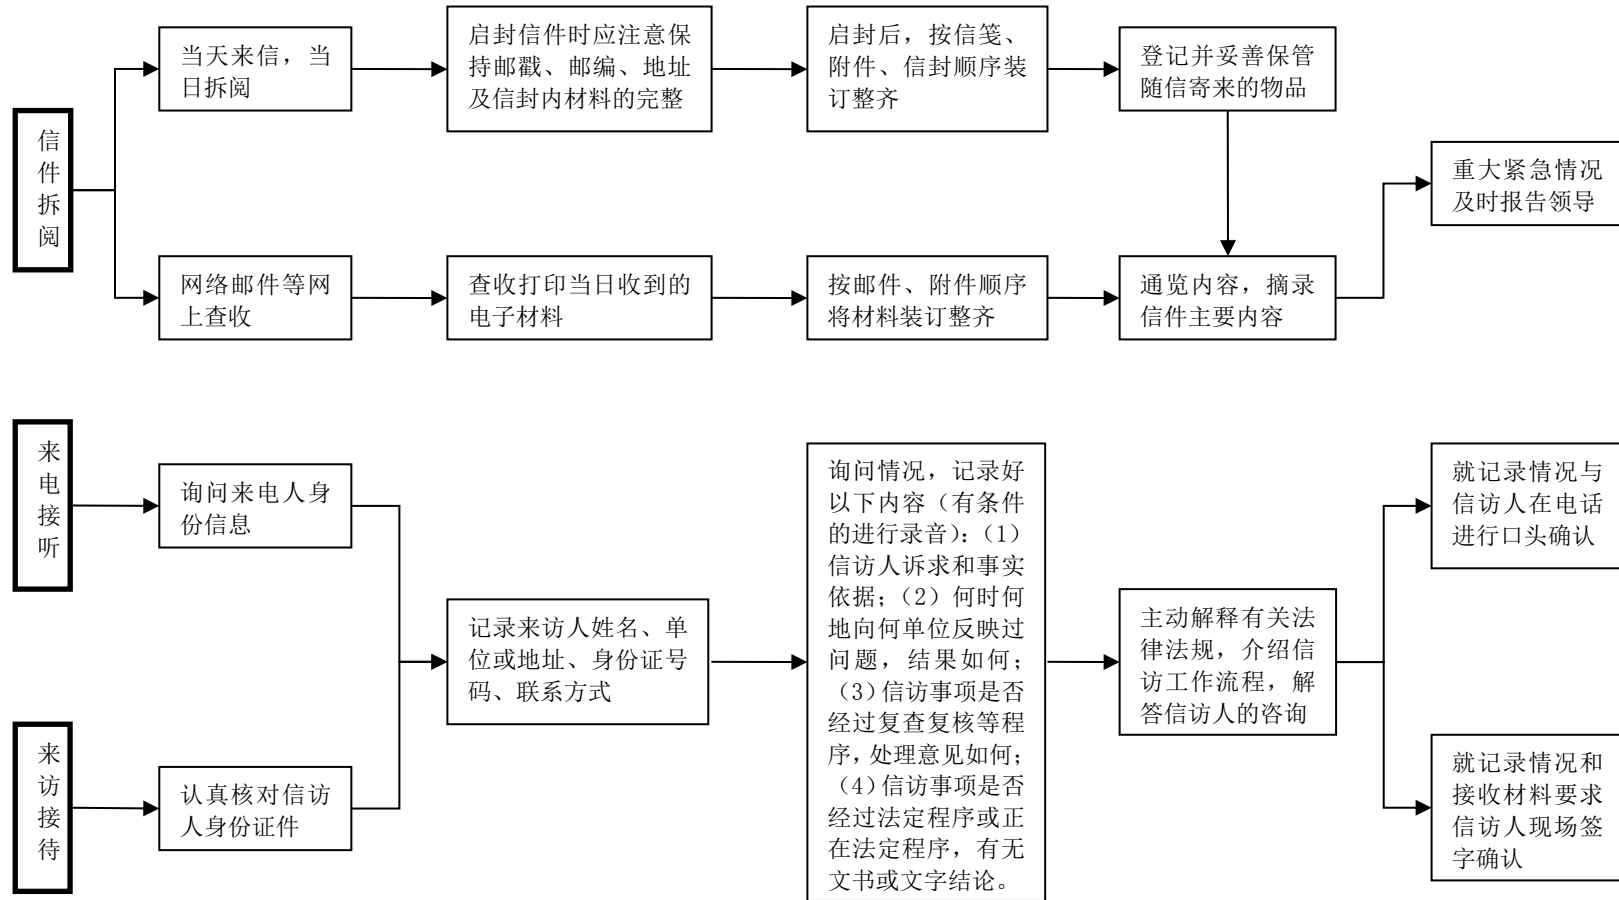 信
件
拆
阅
当天来信，当
日拆阅
启封信件时应注意保
持邮戳、邮编、地址
及信封内材料的完整
启封后，按信笺、
附件、信封顺序装
订整齐
登记并妥善保管
随信寄来的物品
重大紧急情况
及时报告领导
网络邮件等网
上查收
查收打印当日收到的
电子材料
按邮件、附件顺序
将材料装订整齐
通览内容，摘录
信件主要内容
来
电
接
听
询问来电人身
份信息
来
访
接
待
认真核对信访
人身份证件
记录来访人姓名、单
位或地址、身份证号
码、联系方式
询问情况，记录好
以下内容（有条件
的进行录音）：（1）
信访人诉求和事实
依据；（2）何时何
地向何单位反映过
问题，结果如何；
（3）信访事项是否
经过复查复核等程
序，处理意见如何；
（4）信访事项是否
经过法定程序或正
在法定程序，有无
文书或文字结论。
主动解释有关法
律法规，介绍信
访工作流程，解
答信访人的咨询
就记录情况与
信访人在电话
进行口头确认
就记录情况和
接收材料要求
信访人现场签
字确认